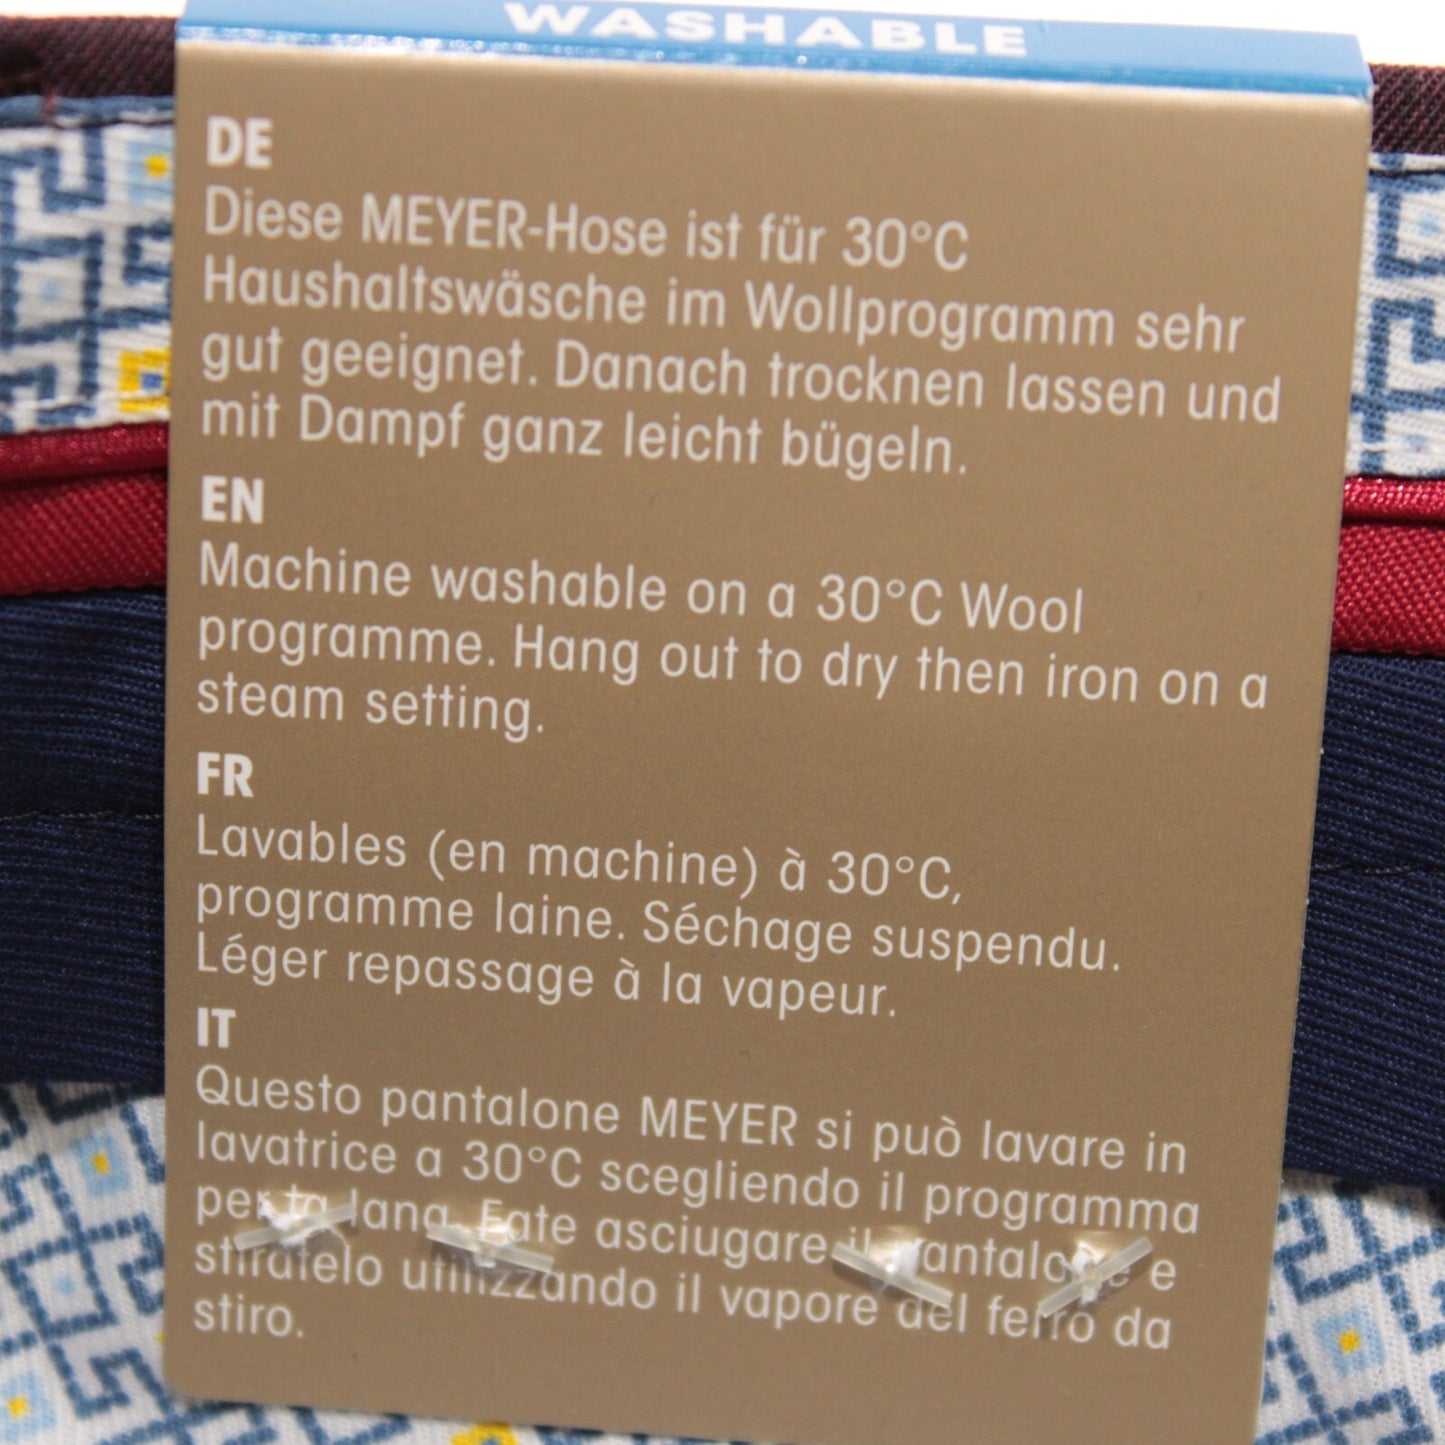 WASHABLE
DE
Diese MEYER-Hose ist für 30°C
Haushaltswäsche im Wollprogramm sehr
gut geeignet. Danach trocknen lassen und
mit Dampf ganz leicht bügeln.
EN
Machine washable on a 30°C Wool
programme. Hang out to dry then iron on a
steam setting.
FR
Lavables (en machine) à 30°C,
programme laine. Séchage suspendu.
Léger repassage à la vapeur.
IT
Questo pantalone MEYER si può lavare in
lavatrice a 30°C scegliendo il programma
per la lana. Fate asciugare il pantalone e
stiratelo utilizzando il vapore del ferro da
stiro.